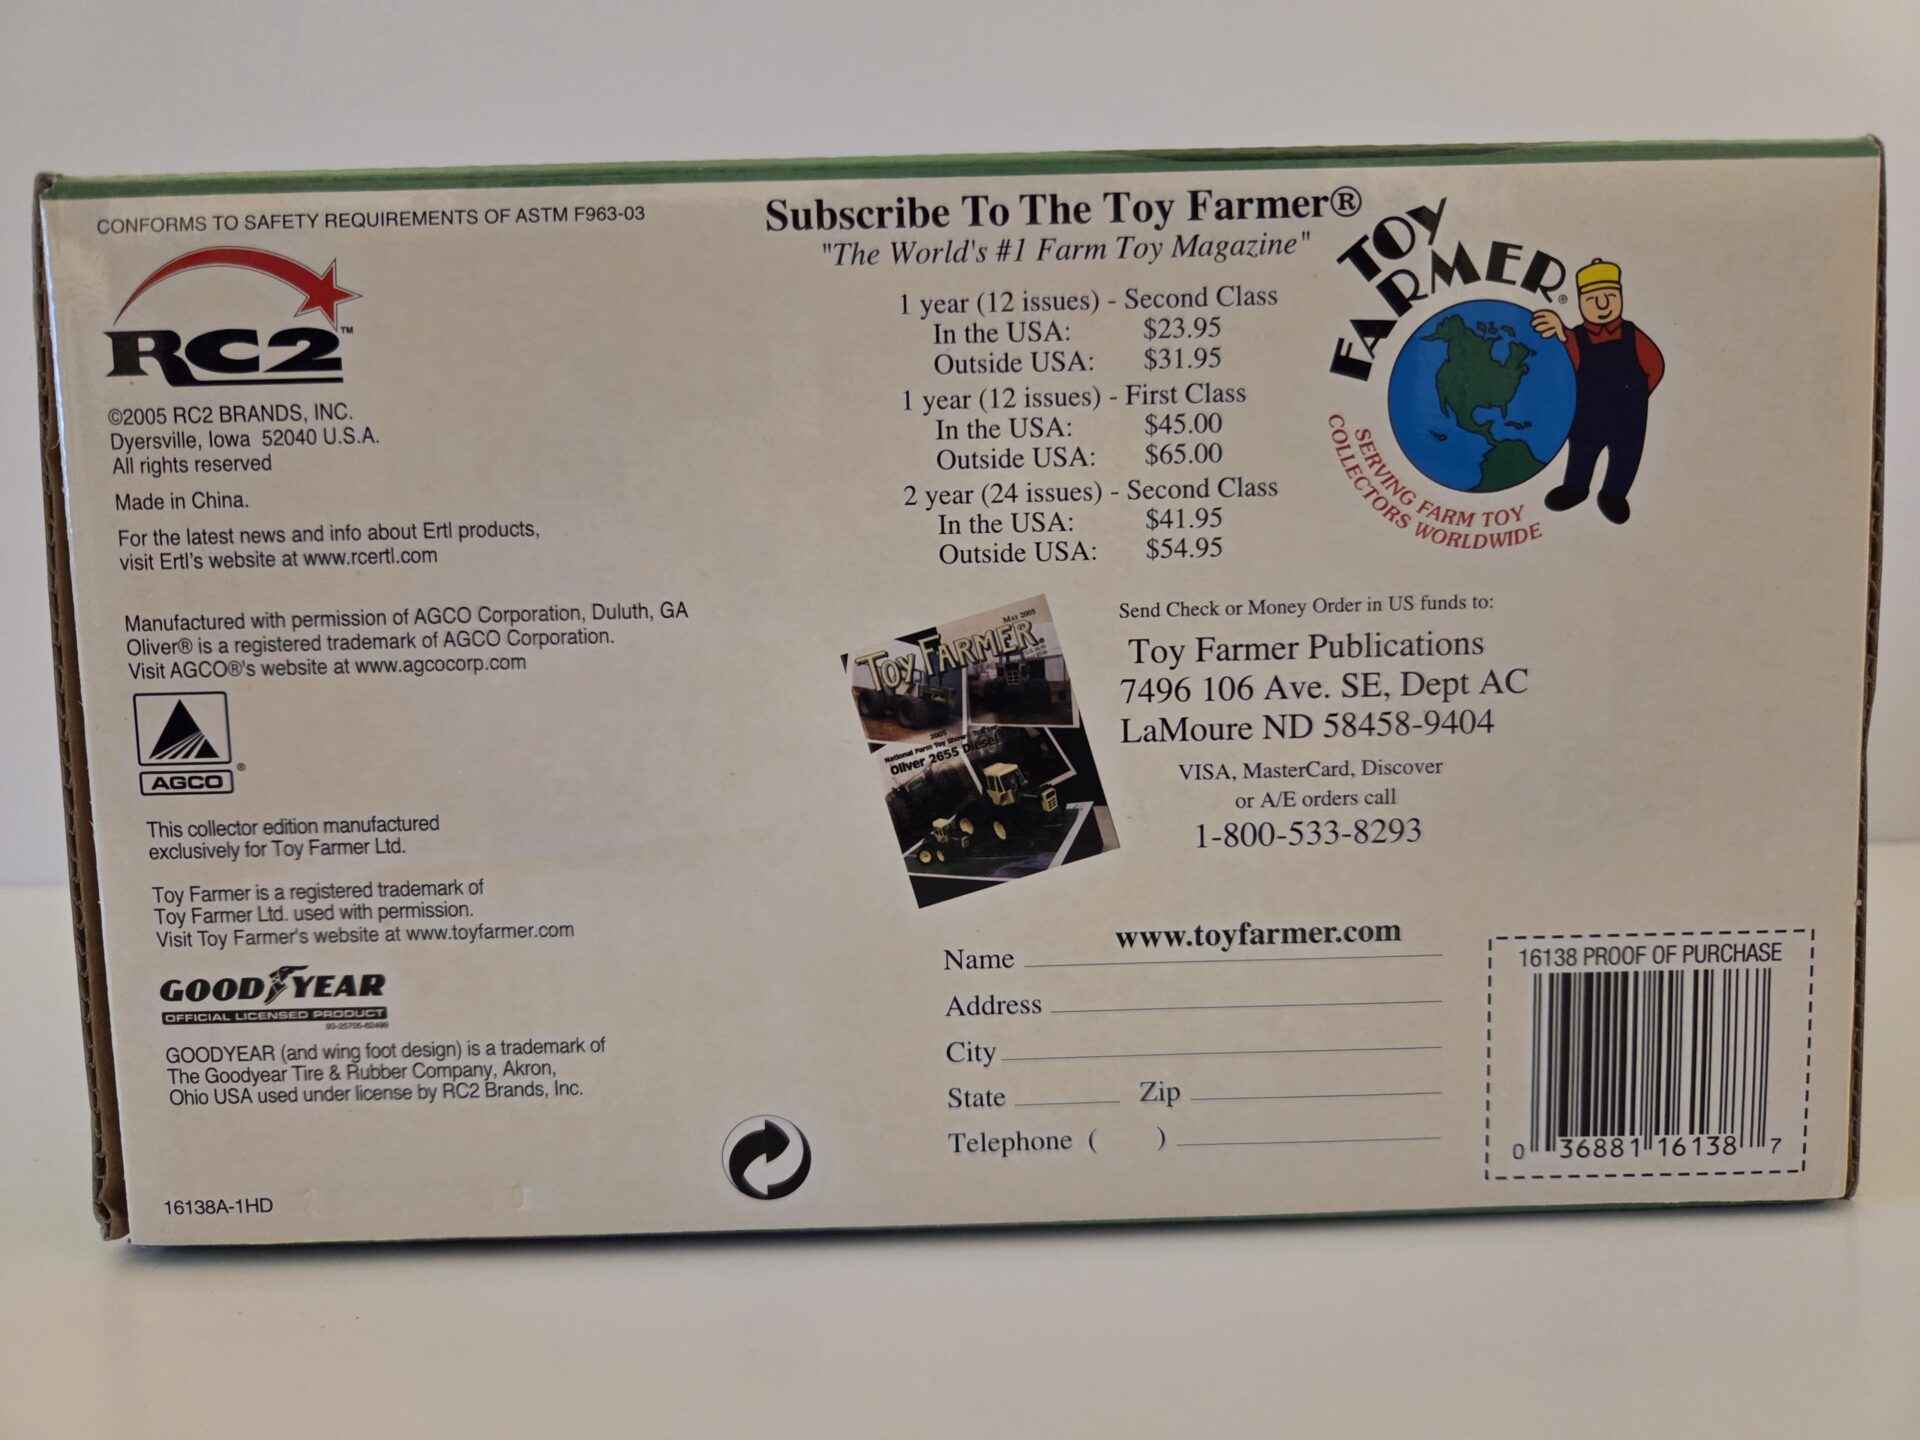 CONFORMS TO SAFETY REQUIREMENTS OF ASTM F963-03
RC2™
©2005 RC2 BRANDS, INC.
Dyersville, Iowa 52040 U.S.A.
All rights reserved
Made in China.
For the latest news and info about Ertl products,
visit Ertl's website at www.rcertl.com
Manufactured with permission of AGCO Corporation, Duluth, GA
Oliver® is a registered trademark of AGCO Corporation.
Visit AGCO®'s website at www.agcocorp.com
AGCO®
This collector edition manufactured
exclusively for Toy Farmer Ltd.
Toy Farmer is a registered trademark of
Toy Farmer Ltd. used with permission.
Visit Toy Farmer's website at www.toyfarmer.com
GOODYEAR
OFFICIAL LICENSED PRODUCT
GOODYEAR (and wing foot design) is a trademark of
The Goodyear Tire & Rubber Company, Akron,
Ohio USA used under license by RC2 Brands, Inc.
16138A-1HD
Subscribe To The Toy Farmer®
"The World's #1 Farm Toy Magazine"
1 year (12 issues) - Second Class
In the USA: $23.95
Outside USA: $31.95
1 year (12 issues) - First Class
In the USA: $45.00
Outside USA: $65.00
2 year (24 issues) - Second Class
In the USA: $41.95
Outside USA: $54.95
TOY
FARMER®
SERVING FARM TOY
COLLECTORS WORLDWIDE
May 2005
TOY FARMER
2005
National Farm Toy Show
Oliver 2655 Diesel
Send Check or Money Order in US funds to:
Toy Farmer Publications
7496 106 Ave. SE, Dept AC
LaMoure ND 58458-9404
VISA, MasterCard, Discover
or A/E orders call
1-800-533-8293
www.toyfarmer.com
Name
Address
City
State Zip
Telephone ( )
16138 PROOF OF PURCHASE
0 36881 16138 7